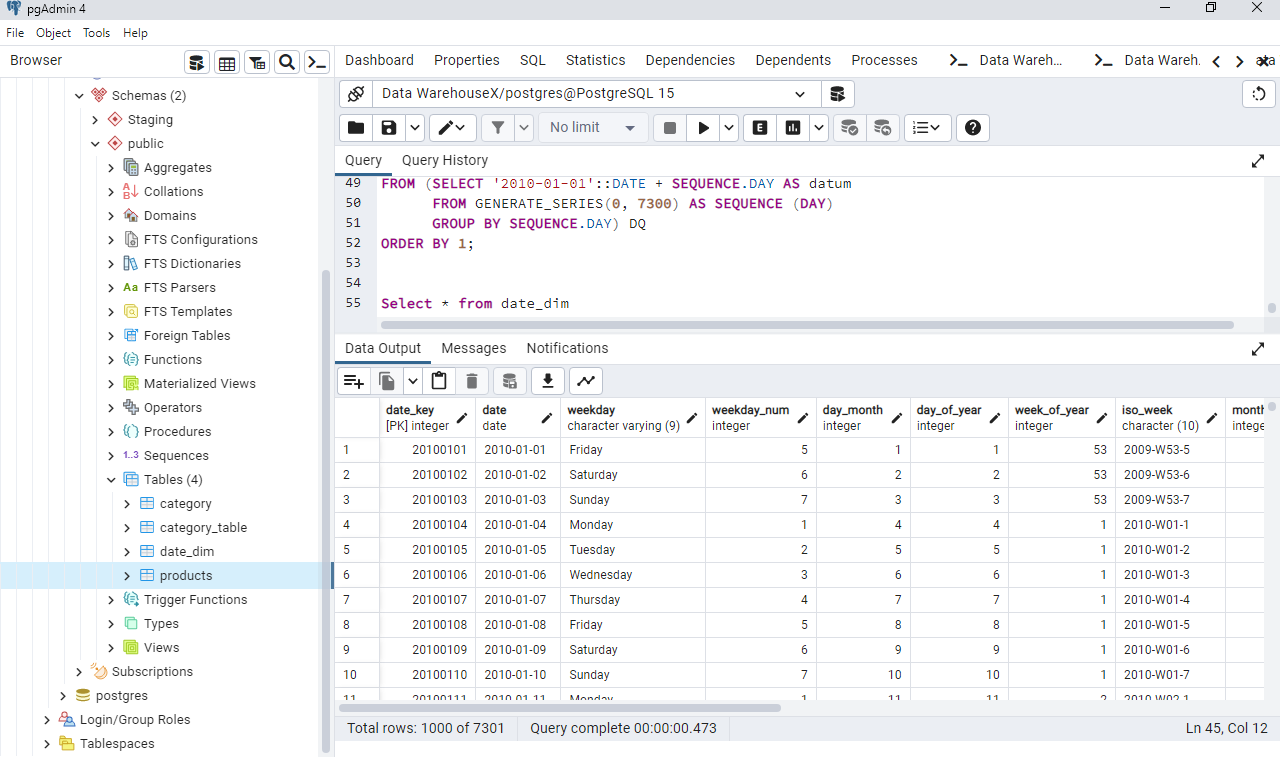 pgAdmin 4
File Object Tools Help
Browser
Dashboard Properties SQL Statistics Dependencies Dependents Processes Data Wareh... Data Wareh.
Schemas (2)
Staging
public
Aggregates
Collations
Domains
FTS Configurations
FTS Dictionaries
FTS Parsers
FTS Templates
Foreign Tables
Functions
Materialized Views
Operators
Procedures
1..3 Sequences
Tables (4)
category
category_table
date_dim
products
Trigger Functions
Types
Views
Subscriptions
postgres
Login/Group Roles
Tablespaces
Data WarehouseX/postgres@PostgreSQL 15
No limit
Query Query History
49 FROM (SELECT '2010-01-01'::DATE + SEQUENCE.DAY AS datum
50 FROM GENERATE_SERIES(0, 7300) AS SEQUENCE (DAY)
51 GROUP BY SEQUENCE.DAY) DQ
52 ORDER BY 1;
53
54
55 Select * from date_dim
Data Output Messages Notifications
date_key date weekday weekday_num day_month day_of_year week_of_year iso_week month
[PK] integer date character varying (9) integer integer integer integer character (10) intege
1 20100101 2010-01-01 Friday 5 1 1 53 2009-W53-5
2 20100102 2010-01-02 Saturday 6 2 2 53 2009-W53-6
3 20100103 2010-01-03 Sunday 7 3 3 53 2009-W53-7
4 20100104 2010-01-04 Monday 1 4 4 1 2010-W01-1
5 20100105 2010-01-05 Tuesday 2 5 5 1 2010-W01-2
6 20100106 2010-01-06 Wednesday 3 6 6 1 2010-W01-3
7 20100107 2010-01-07 Thursday 4 7 7 1 2010-W01-4
8 20100108 2010-01-08 Friday 5 8 8 1 2010-W01-5
9 20100109 2010-01-09 Saturday 6 9 9 1 2010-W01-6
10 20100110 2010-01-10 Sunday 7 10 10 1 2010-W01-7
11 20100111 2010-01-11 Monday 1 11 11 2 2010-W02-1
Total rows: 1000 of 7301 Query complete 00:00:00.473 Ln 45, Col 12